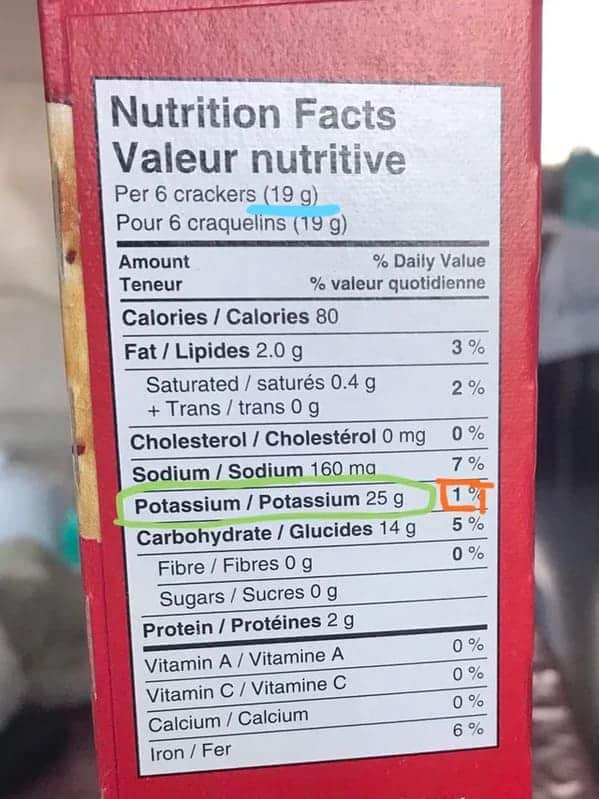 Nutrition Facts
Valeur nutritive
Per 6 crackers (19 g)
Pour 6 craquelins (19 g)
Amount % Daily Value
Teneur % valeur quotidienne
Calories / Calories 80
Fat / Lipides 2.0 g 3 %
Saturated / saturés 0.4 g 2 %
+ Trans / trans 0 g
Cholesterol / Cholestérol 0 mg 0 %
Sodium / Sodium 160 mg 7 %
Potassium / Potassium 25 g 1 %
Carbohydrate / Glucides 14 g 5 %
Fibre / Fibres 0 g 0 %
Sugars / Sucres 0 g
Protein / Protéines 2 g
Vitamin A / Vitamine A 0 %
Vitamin C / Vitamine C 0 %
Calcium / Calcium 0 %
Iron / Fer 6 %